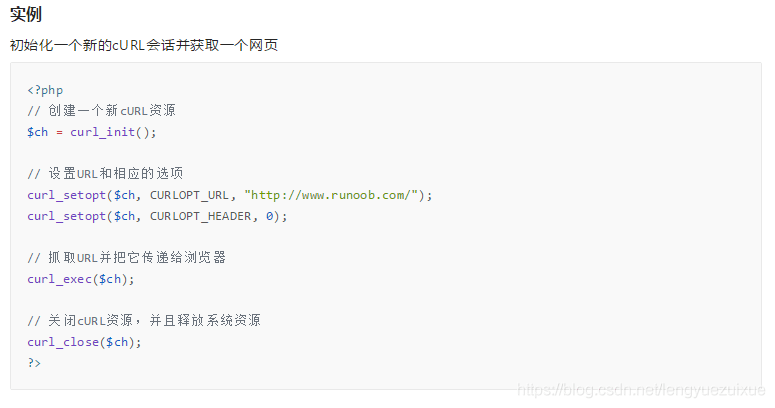 实例
初始化一个新的cURL会话并获取一个网页
<?php
// 创建一个新cURL资源
$ch = curl_init();
// 设置URL和相应的选项
curl_setopt($ch, CURLOPT_URL, "http://www.runoob.com/");
curl_setopt($ch, CURLOPT_HEADER, 0);
// 抓取URL并把它传递给浏览器
curl_exec($ch);
// 关闭cURL资源，并且释放系统资源
curl_close($ch);
?>
https://blog.csdn.net/lengyuezuixue